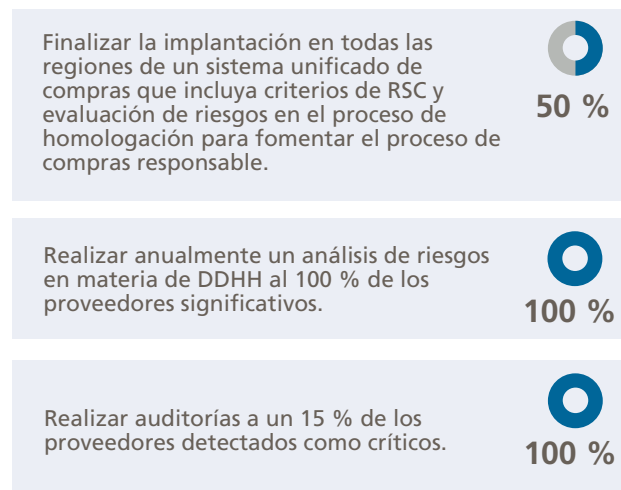 Finalizar la implantación en todas las
regiones de un sistema unificado de
compras que incluya criterios de RSC y
evaluación de riesgos en el proceso de
homologación para fomentar el proceso de
compras responsable.
50 %
Realizar anualmente un análisis de riesgos
en materia de DDHH al 100 % de los
proveedores significativos.
100 %
Realizar auditorías a un 15 % de los
proveedores detectados como críticos.
100 %